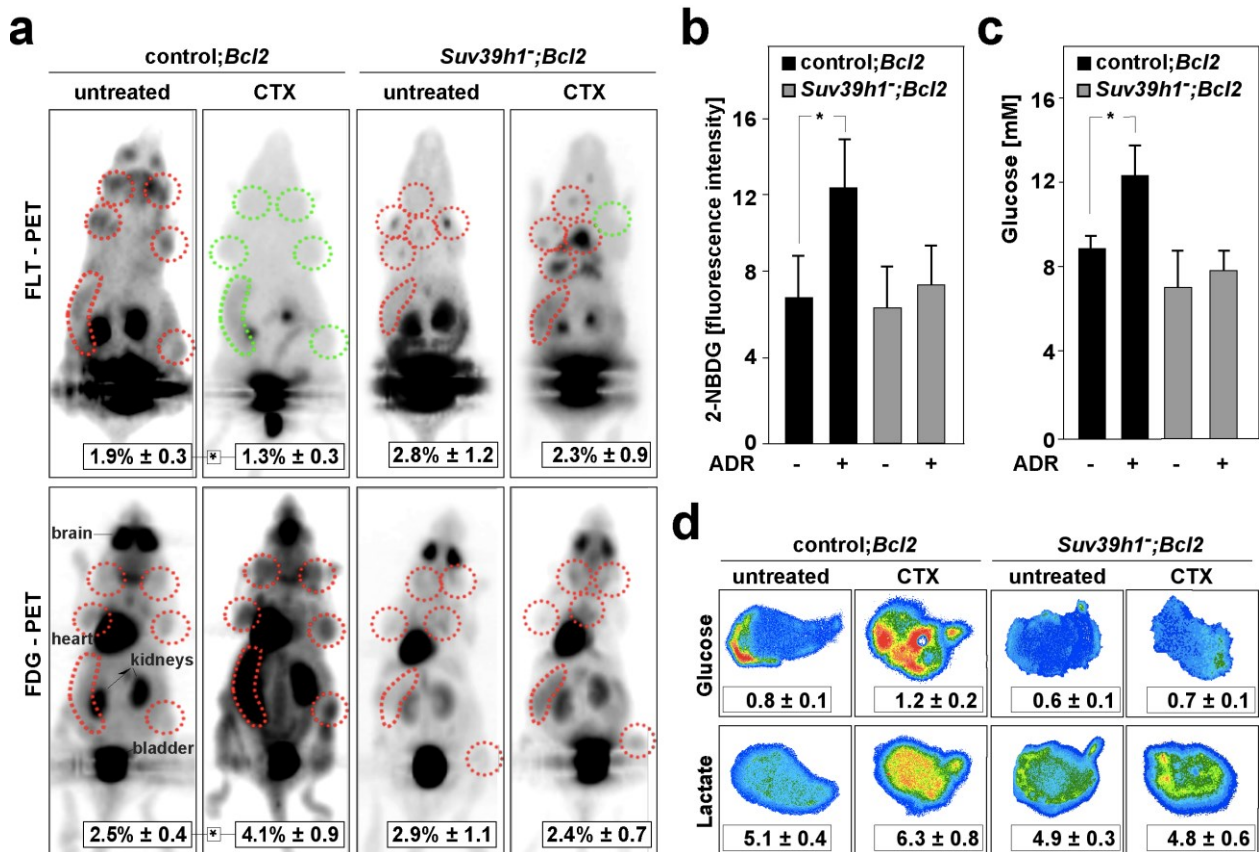 a
control;Bcl2
Suv39h1-;Bcl2
untreated
CTX
untreated
CTX
FLT - PET
1.9% ± 0.3
¥
1.3% ± 0.3
2.8% ± 1.2
2.3% ± 0.9
FDG - PET
brain
heart
kidneys
bladder
2.5% ± 0.4
¥
4.1% ± 0.9
2.9% ± 1.1
2.4% ± 0.7
b
control;Bcl2
Suv39h1-;Bcl2
2-NBDG [fluorescence intensity]
16
12
8
4
0
*
ADR
- + - +
c
control;Bcl2
Suv39h1-;Bcl2
Glucose [mM]
16
12
8
4
0
*
ADR
- + - +
d
control;Bcl2
Suv39h1-;Bcl2
untreated
CTX
untreated
CTX
Glucose
0.8 ± 0.1
1.2 ± 0.2
0.6 ± 0.1
0.7 ± 0.1
Lactate
5.1 ± 0.4
6.3 ± 0.8
4.9 ± 0.3
4.8 ± 0.6